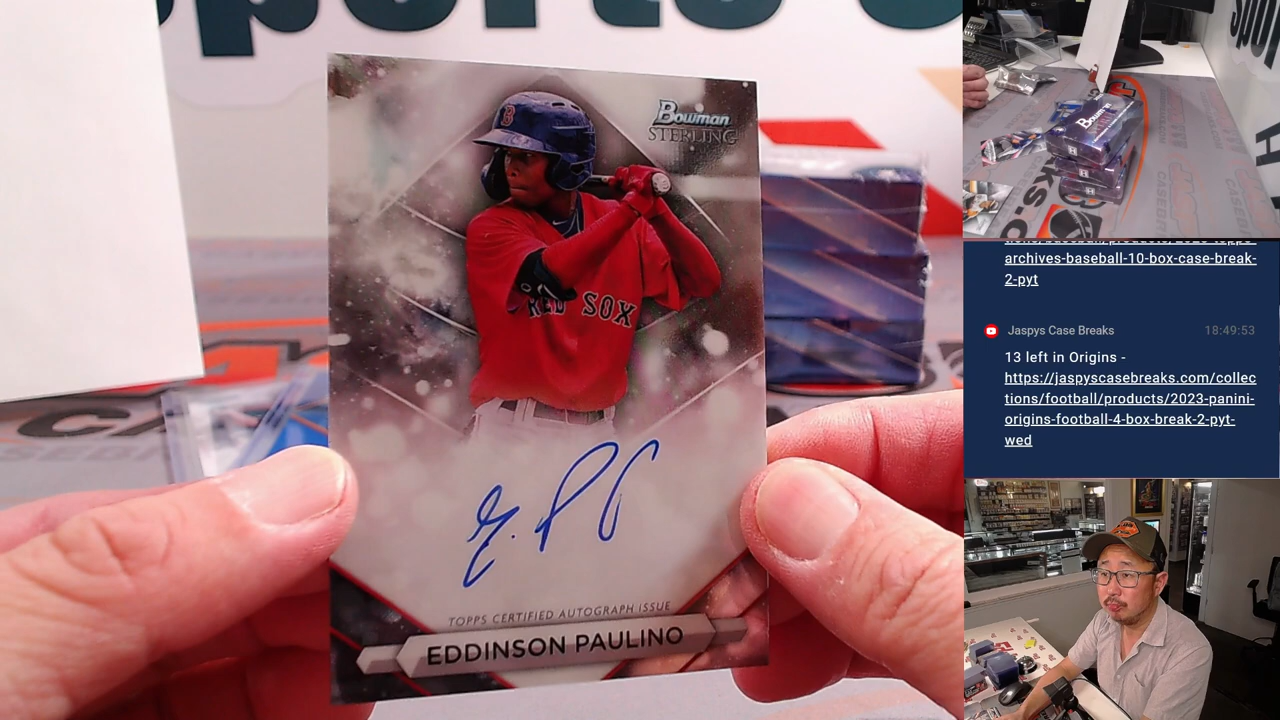 Bowman
STERLING
B
RED SOX
TOPPS CERTIFIED AUTOGRAPH ISSUE
EDDINSON PAULINO
Bowman
archives-baseball-10-box-case-break-
2-pyt
Jaspys Case Breaks 18:49:53
13 left in Origins -
https://jaspyscasebreaks.com/collec
tions/football/products/2023-panini-
origins-football-4-box-break-2-pyt-
wed